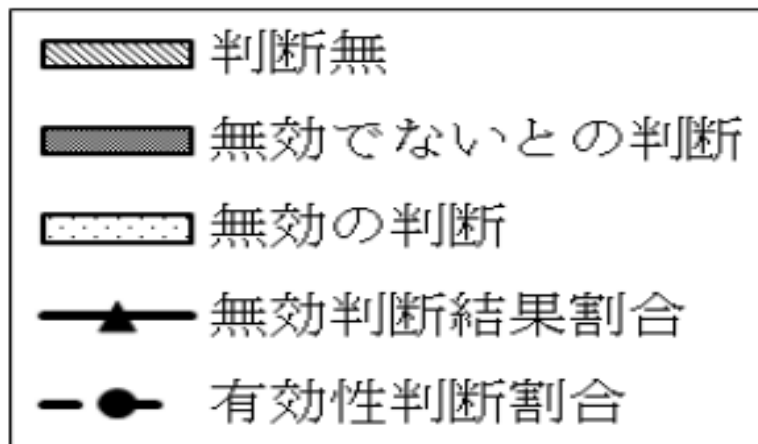 判断無
無効でないとの判断
無効の判断
無効判断結果割合
有効性判断割合